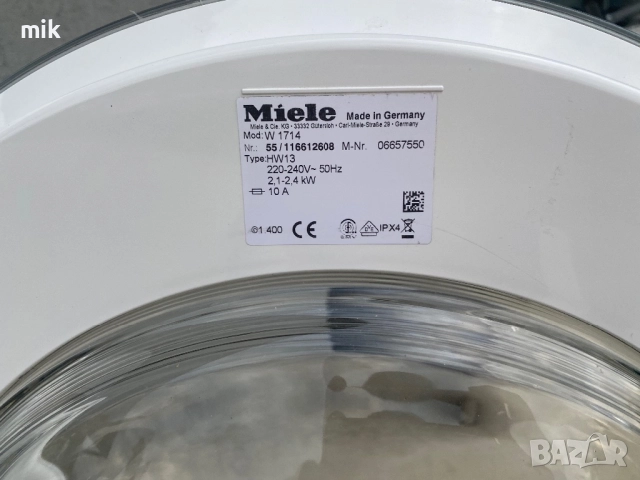 mik
Miele Made in Germany
Miele & Cie. KG • 33332 Gütersloh • Carl-Miele-Straße 29 • Germany
Mod: W 1714
Nr.: 55/116612608 M-Nr. 06657550
Type: HW13
220-240V~ 50Hz
2,1-2,4 kW
10 A
1.400 CE IPX4
BAZAR